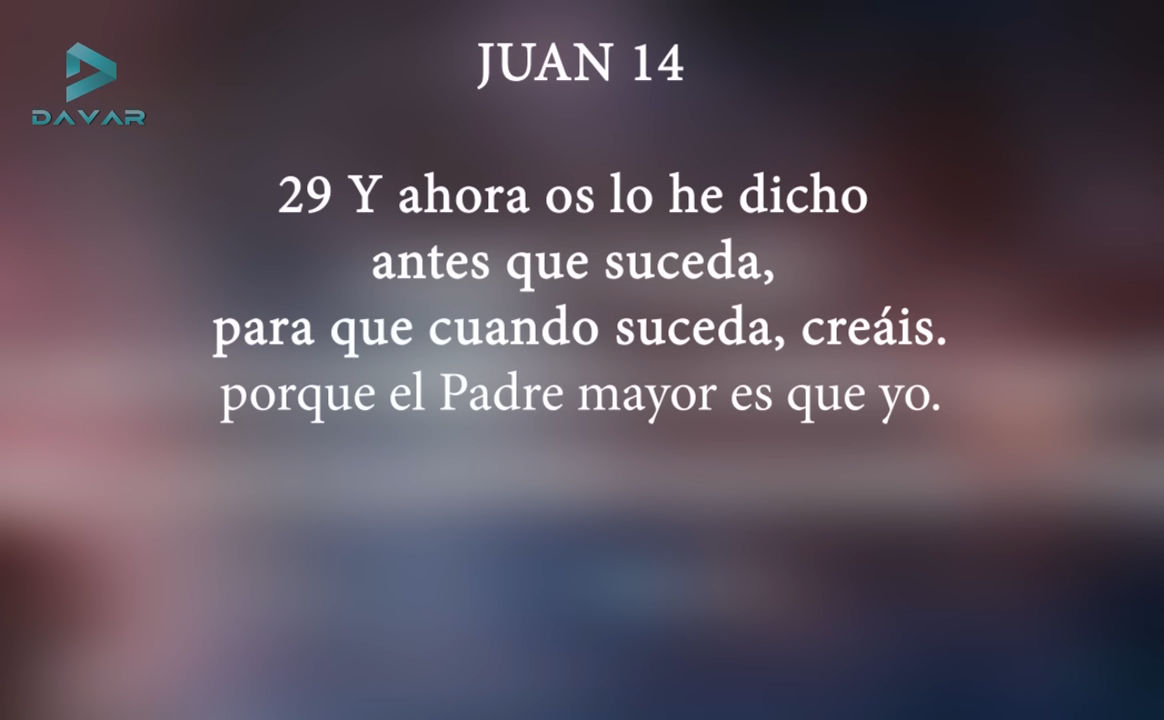 DAVAR
JUAN 14
29 Y ahora os lo he dicho
antes que suceda,
para que cuando suceda, creáis.
porque el Padre mayor es que yo.